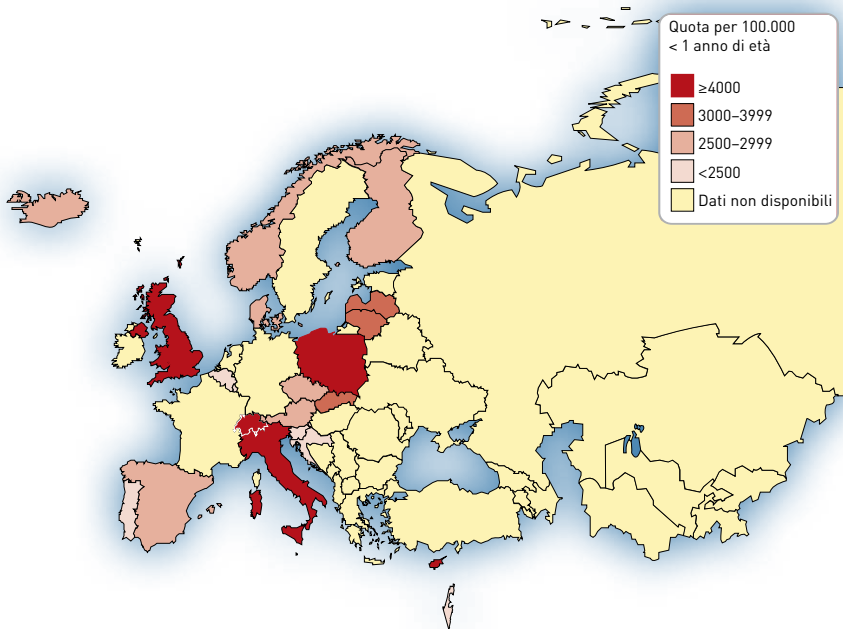 Quota per 100.000
< 1 anno di età
≥4000
3000–3999
2500–2999
<2500
Dati non disponibili